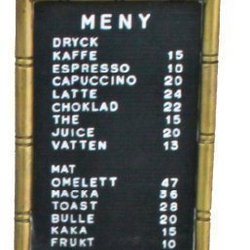 MENY
DRYCK
KAFFE 15
ESPRESSO 10
CAPUCCINO 20
LATTE 24
CHOKLAD 22
THE 15
JUICE 20
VATTEN 13
MAT
OMELETT 47
MACKA 36
TOAST 28
BULLE 20
KAKA 15
FRUKT 10